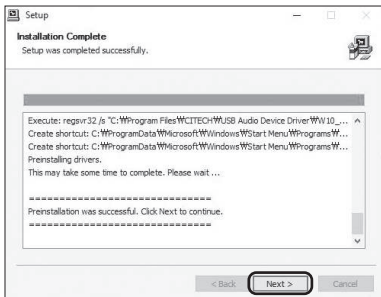 Setup
Installation Complete
Setup was completed successfully.
Execute: regsvr32 /s "C:₩Program Files₩CITECH₩USB Audio Device Driver₩W10_...
Create shortcut: C:₩ProgramData₩Microsoft₩Windows₩Start Menu₩Programs₩...
Create shortcut: C:₩ProgramData₩Microsoft₩Windows₩Start Menu₩Programs₩...
Preinstalling drivers.
This may take some time to complete. Please wait ...
==============================
Preinstallation was successful. Click Next to continue.
==============================
< Back
Next >
Cancel